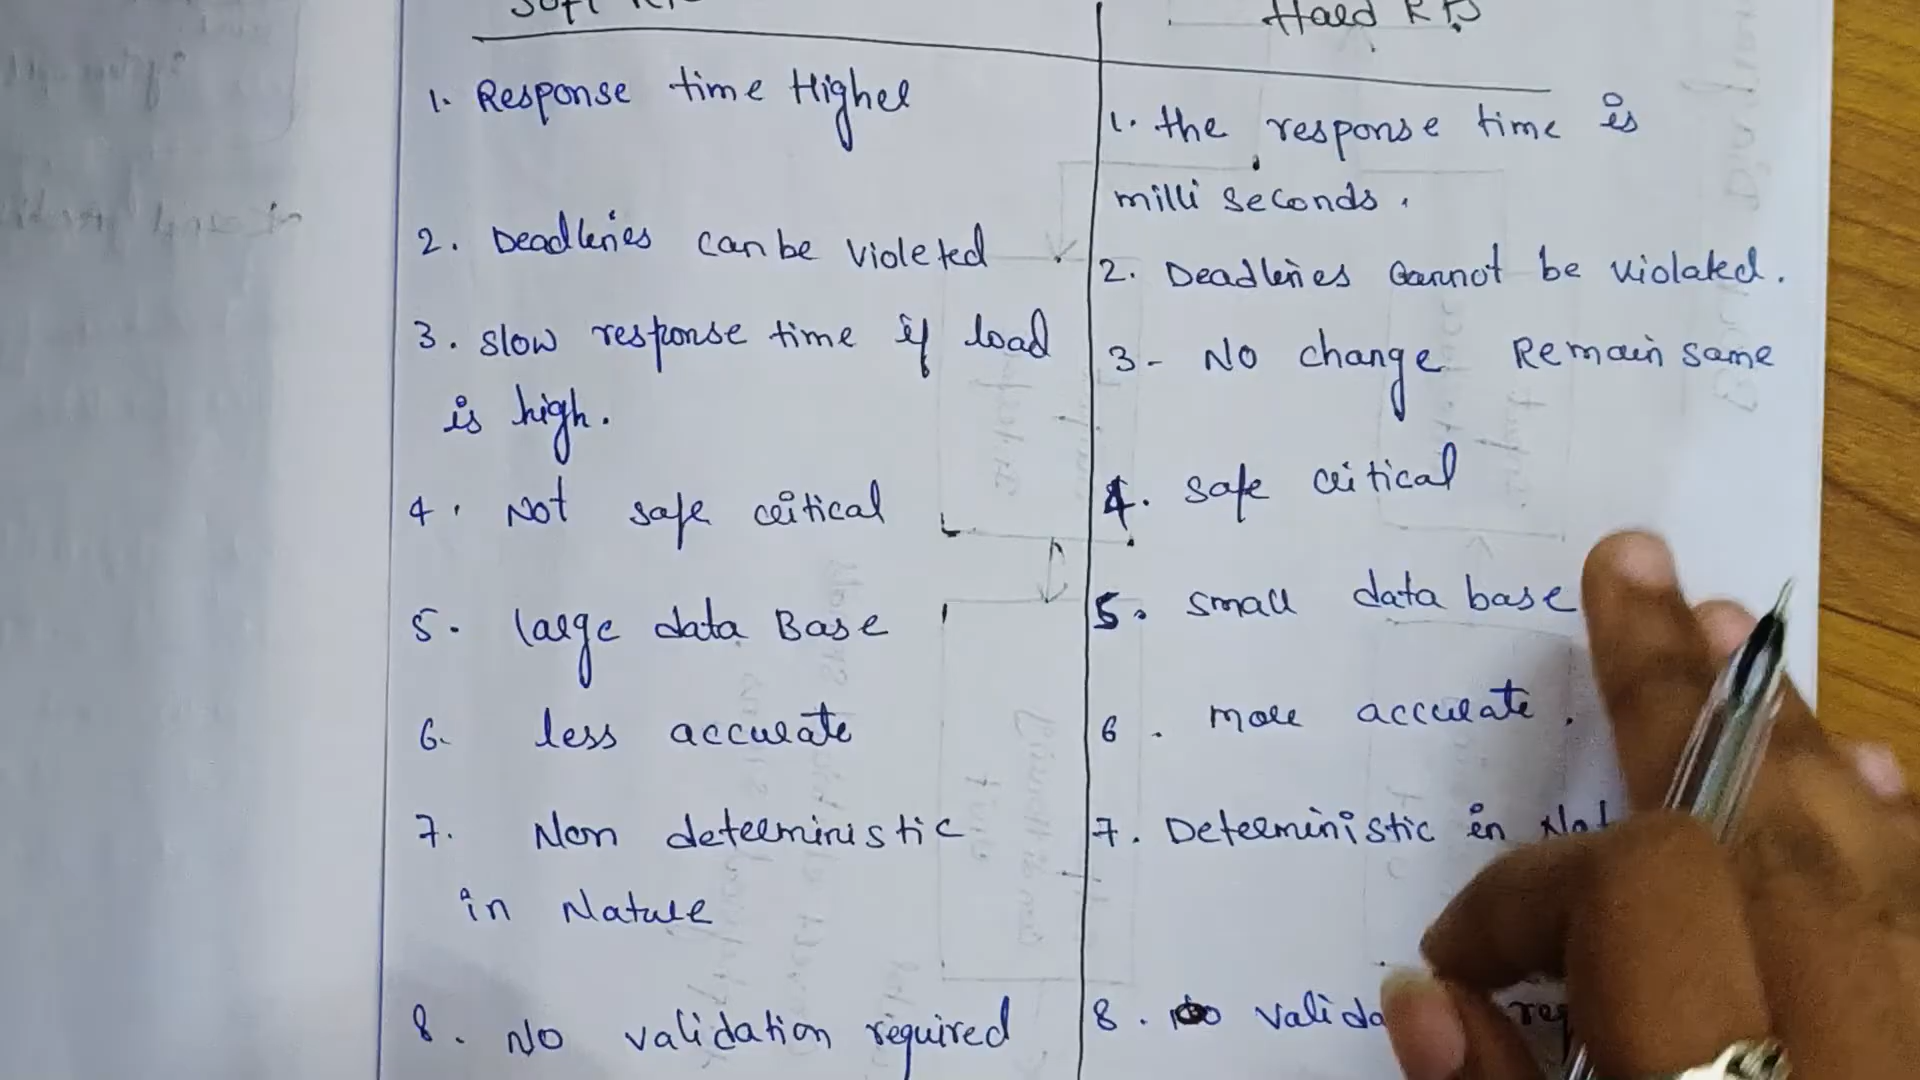 Soft
Hard RTS
1. Response time Higher
2. Deadlines can be Violeted
3. slow response time if load
is high.
4. Not safe critical
5. large data Base
6. less accurate
7. Non deterministic
in Nature
8. No validation required
1. the response time is
milli seconds.
2. Deadlines cannot be violated.
3- No change Remain same
4. safe critical
5. small data base
6. more accurate.
7. Deterministic in Nat
8. valida